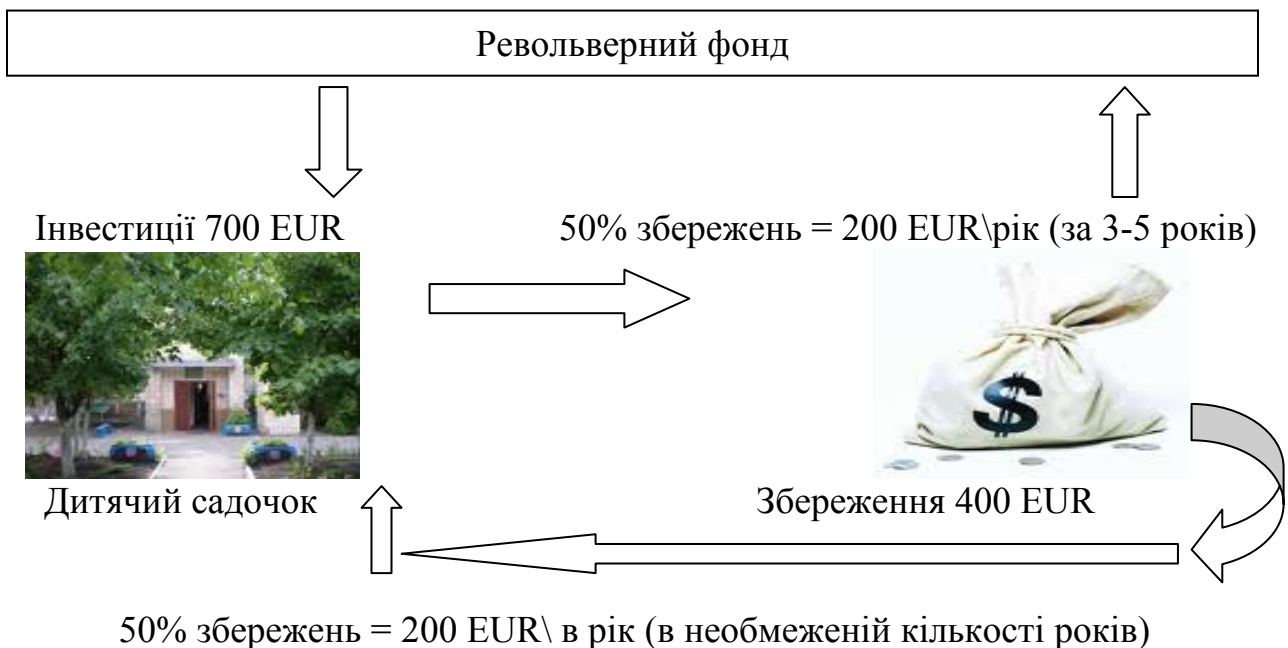 Револьверний фонд
Інвестиції 700 EUR
50% збережень = 200 EUR\рік (за 3-5 років)
$
Дитячий садочок
Збереження 400 EUR
50% збережень = 200 EUR\ в рік (в необмеженій кількості років)